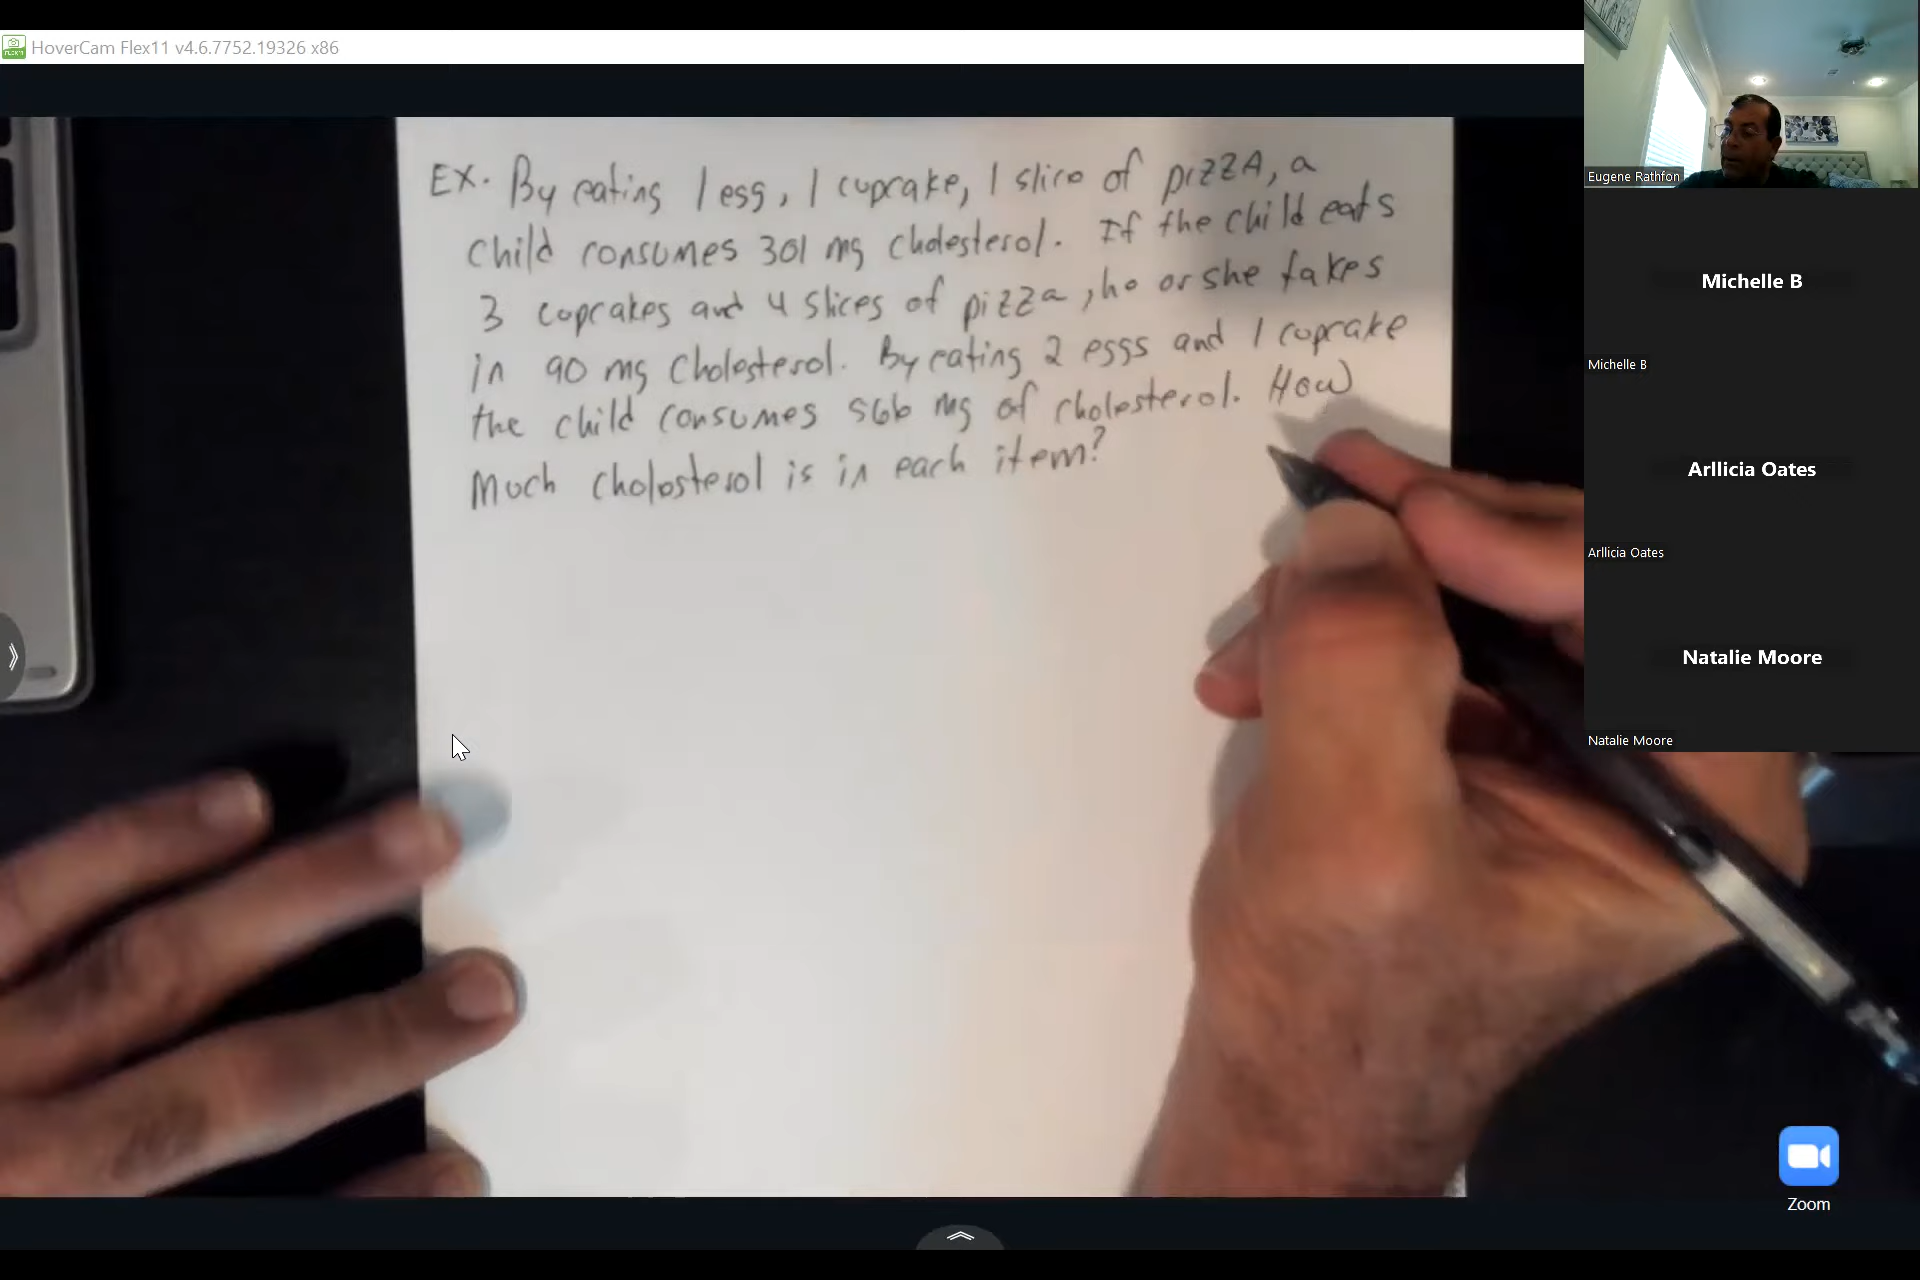 HoverCam Flex11 v4.6.7752.19326 x86
EX. By eating 1 egg, 1 cupcake, 1 slice of pizzA, a
child consumes 301 mg cholesterol. If the child eats
3 cupcakes and 4 slices of pizza, he or she takes
in 90 mg cholesterol. By eating 2 eggs and 1 cupcake
the child consumes 566 mg of cholesterol. How
Much cholesterol is in each item?
Eugene Rathfon
Michelle B
Michelle B
Arllicia Oates
Arllicia Oates
Natalie Moore
Natalie Moore
Zoom